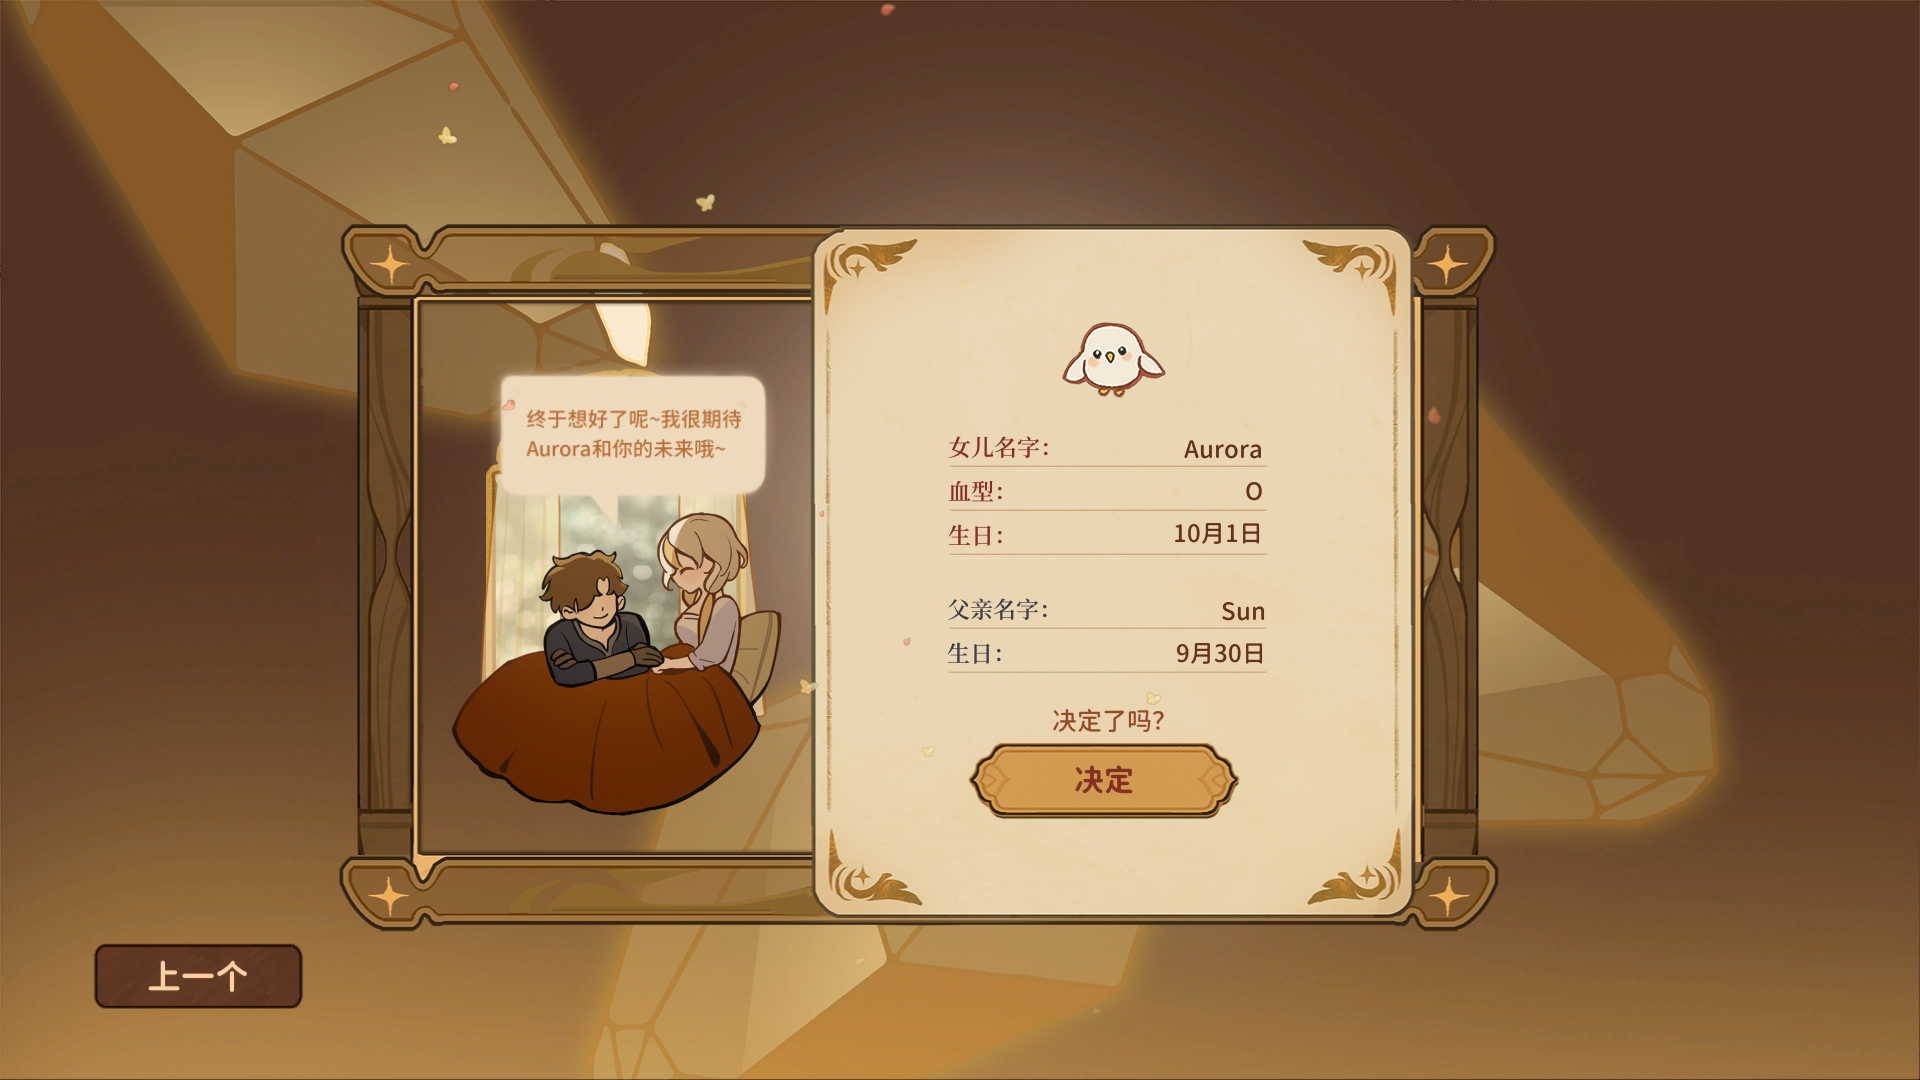 终于想好了呢~我很期待
Aurora和你的未来哦~
女儿名字: Aurora
血型: O
生日: 10月1日
父亲名字: Sun
生日: 9月30日
决定了吗?
决定
上一个